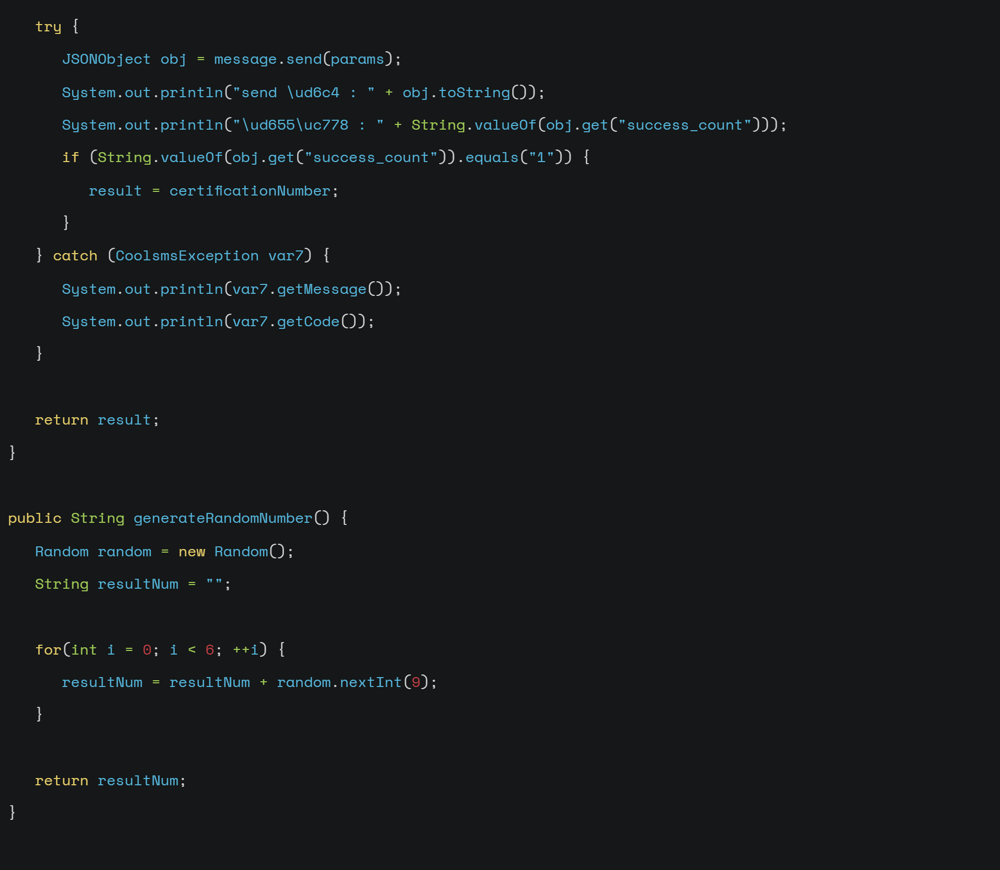 try {
JSONObject obj = message.send(params);
System.out.println("send \ud6c4 : " + obj.toString());
System.out.println("\ud655\uc778 : " + String.valueOf(obj.get("success_count")));
if (String.valueOf(obj.get("success_count")).equals("1")) {
result = certificationNumber;
}
} catch (CoolsmsException var7) {
System.out.println(var7.getMessage());
System.out.println(var7.getCode());
}
return result;
}
public String generateRandomNumber() {
Random random = new Random();
String resultNum = "";
for(int i = 0; i < 6; ++i) {
resultNum = resultNum + random.nextInt(9);
}
return resultNum;
}